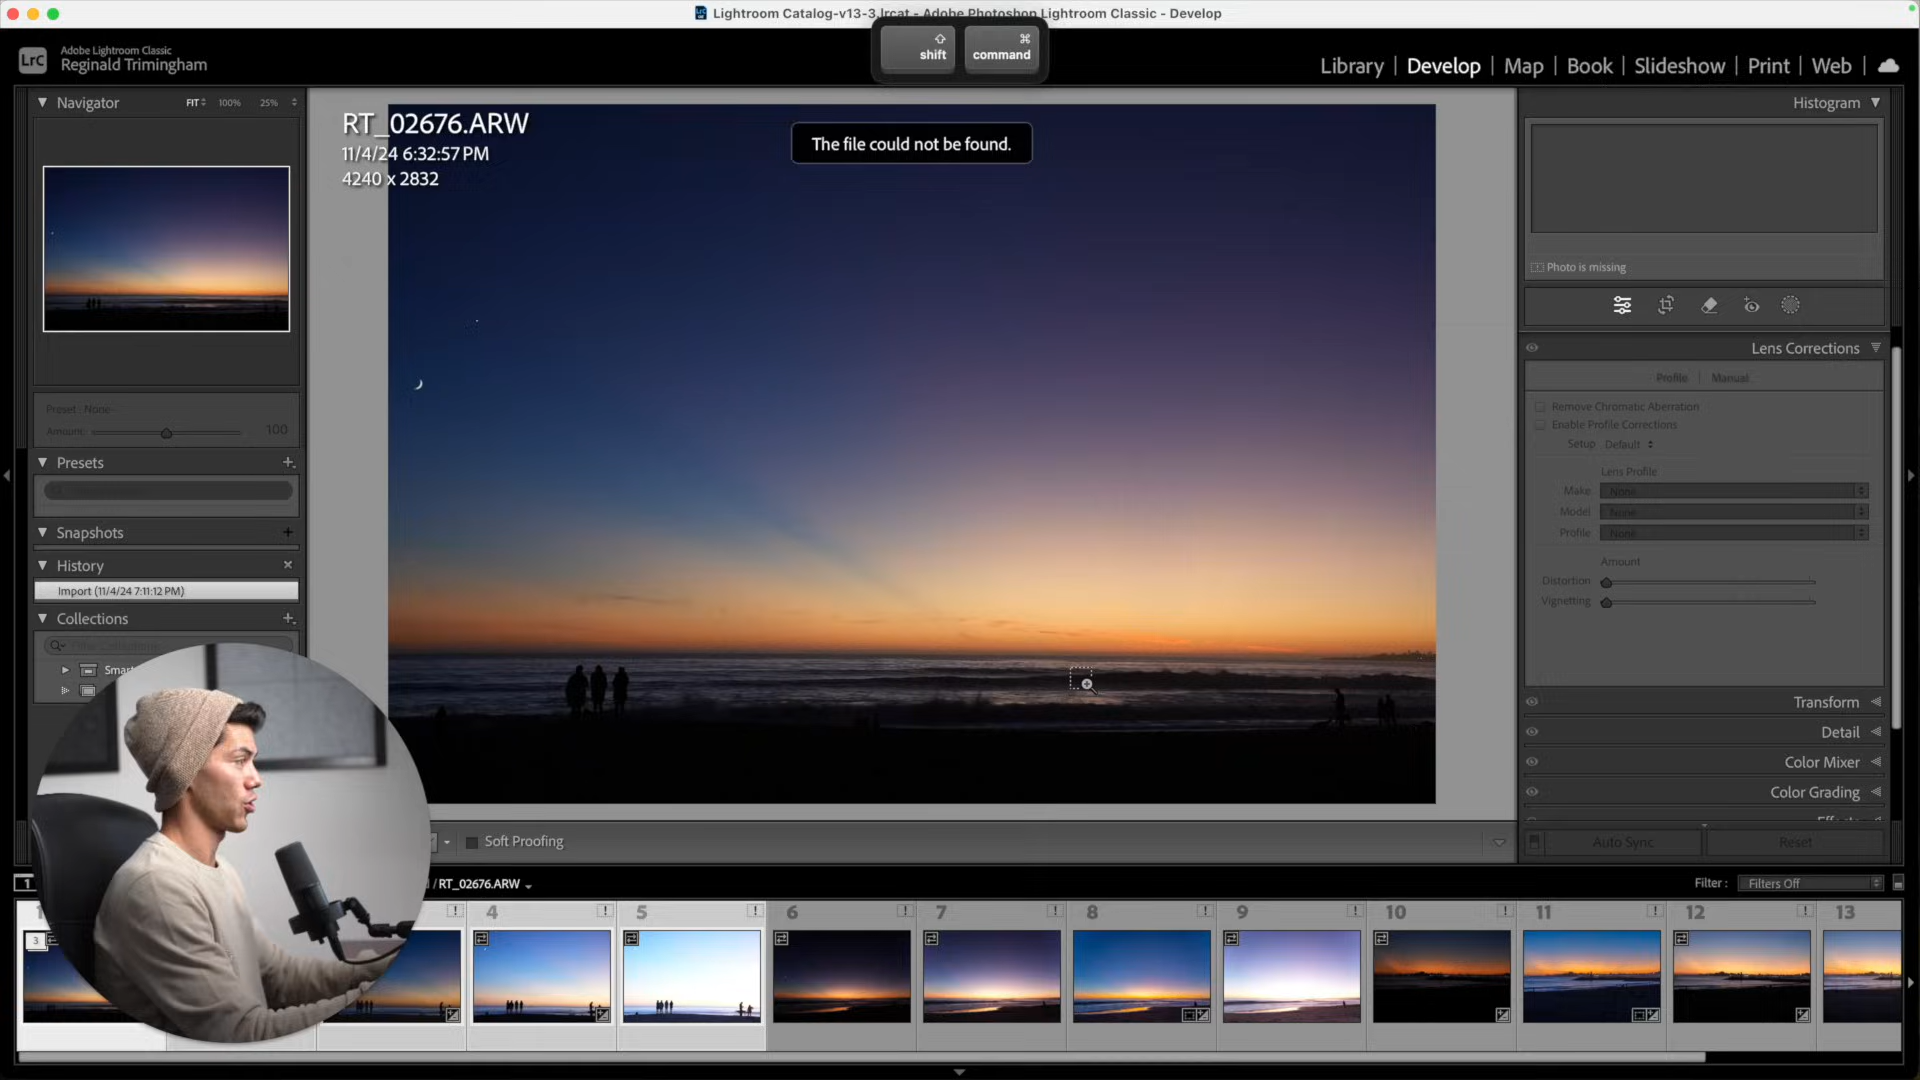 Lightroom Catalog-v13-3.lrcat - Adobe Photoshop Lightroom Classic - Develop
shift
command
LrC
Adobe Lightroom Classic
Reginald Trimingham
Library | Develop | Map | Book | Slideshow | Print | Web |
Navigator
FIT
100%
25%
RT_02676.ARW
11/4/24 6:32:57 PM
4240 x 2832
The file could not be found.
Histogram
Photo is missing
Lens Corrections
Profile | Manual
Remove Chromatic Aberration
Enable Profile Corrections
Setup Default
Lens Profile
Make None
Model None
Profile None
Amount
Distortion
Vignetting
Transform
Detail
Color Mixer
Color Grading
Effects
Auto Sync
Reset
Preset: None
Amount 100
Presets
Snapshots
History
Import (11/4/24 7:11:12 PM)
Collections
Smar
Soft Proofing
1
/ RT_02676.ARW
Filter : Filters Off
3
4
5
6
7
8
9
10
11
12
13